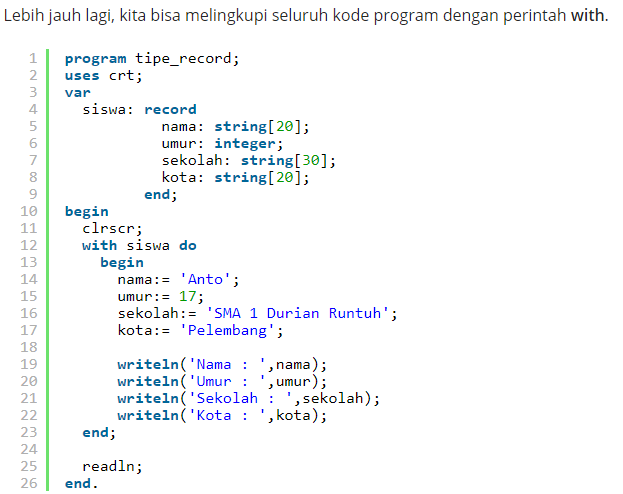 Lebih jauh lagi, kita bisa melingkupi seluruh kode program dengan perintah with.
1 program tipe_record;
2 uses crt;
3 var
4   siswa: record
5            nama: string[20];
6            umur: integer;
7            sekolah: string[30];
8            kota: string[20];
9          end;
10 begin
11   clrscr;
12   with siswa do
13     begin
14       nama:= 'Anto';
15       umur:= 17;
16       sekolah:= 'SMA 1 Durian Runtuh';
17       kota:= 'Pelembang';
18
19       writeln('Nama : ',nama);
20       writeln('Umur : ',umur);
21       writeln('Sekolah : ',sekolah);
22       writeln('Kota : ',kota);
23   end;
24
25   readln;
26 end.